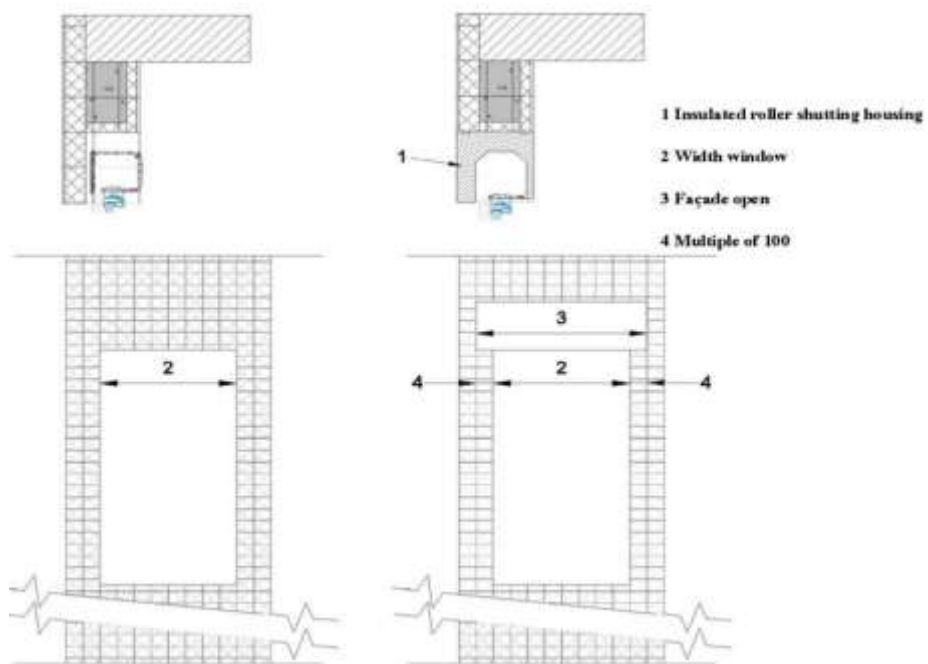 1
1 Insulated roller shutting housing
2 Width window
3 Façade open
4 Multiple of 100
2
3
4 2 4